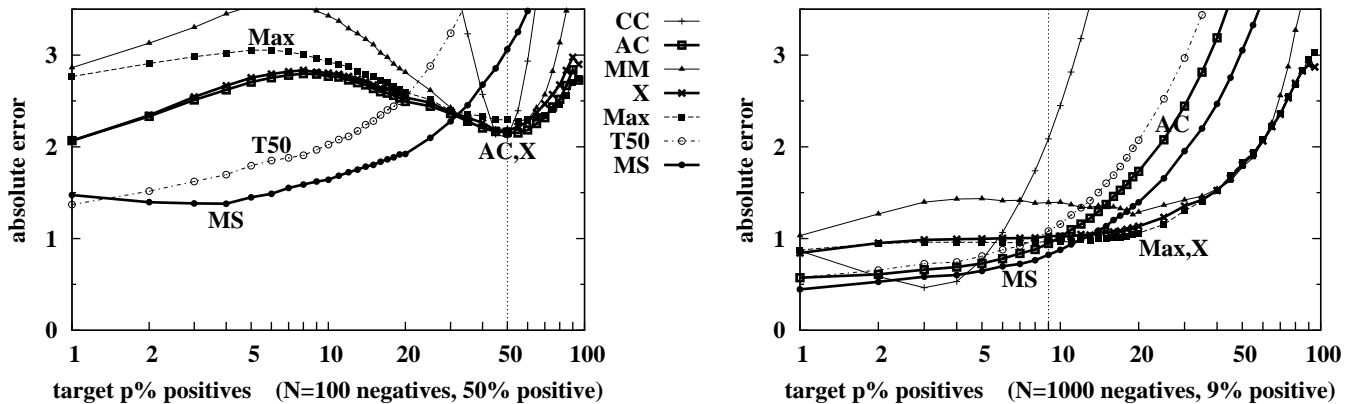 absolute error
3
2
1
0
Max
T50
MS
AC,X
1 2 5 10 20 50 100
target p% positives (N=100 negatives, 50% positive)
CC
AC
MM
X
Max
T50
MS
absolute error
3
2
1
0
AC
Max,X
MS
1 2 5 10 20 50 100
target p% positives (N=1000 negatives, 9% positive)